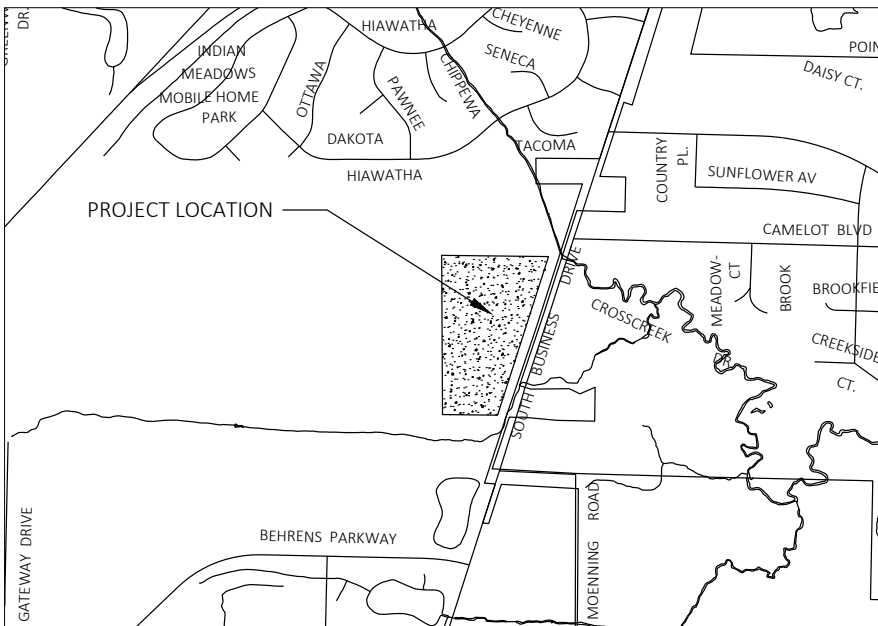 DR.
HIAWATHA
CHEYENNE
SENECA
POIN
DAISY CT.
INDIAN
MEADOWS
MOBILE HOME
PARK
OTTAWA
PAWNEE
CHIPPEWA
DAKOTA
TACOMA
HIAWATHA
COUNTRY
PL.
SUNFLOWER AV
PROJECT LOCATION
CAMELOT BLVD
DRIVE
MEADOW-
CT
BROOK
BROOKFIE
CROSSCREEK
DR.
CREEKSIDE
CT.
SOUTH BUSINESS
BEHRENS PARKWAY
GATEWAY DRIVE
MOENNING ROAD